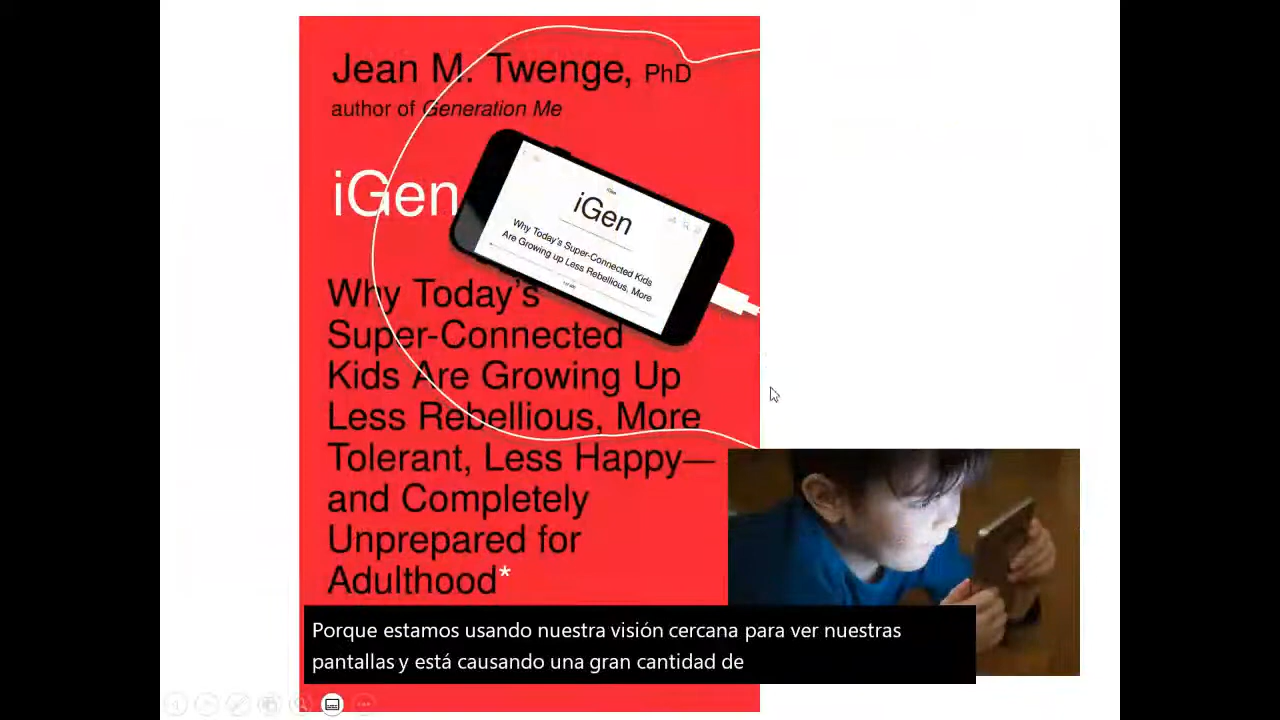 Jean M. Twenge, PhD
author of Generation Me
iGen
iGen
iGen
Why Today's Super-Connected Kids
Are Growing up Less Rebellious, More
Why Today's
Super-Connected
Kids Are Growing Up
Less Rebellious, More
Tolerant, Less Happy—
and Completely
Unprepared for
Adulthood*
Porque estamos usando nuestra visión cercana para ver nuestras
pantallas y está causando una gran cantidad de